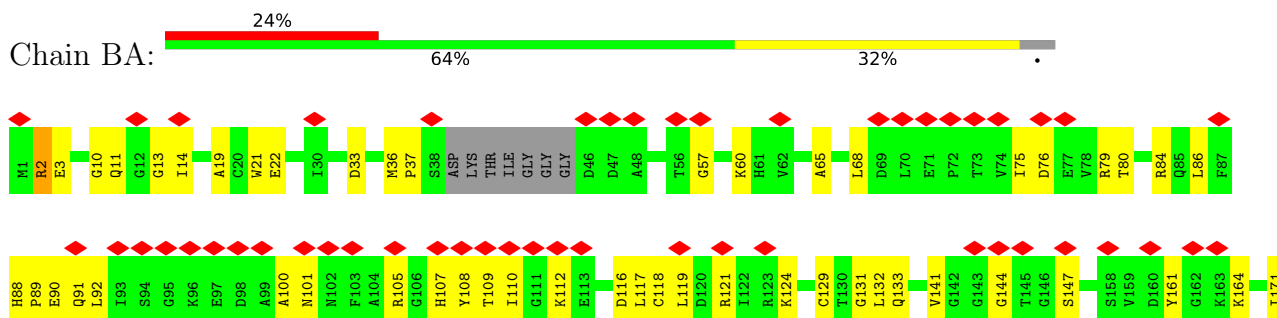 24%
Chain BA:
64% 32% •
M1 R2 E3 G10 Q11 G12 G13 I14 A19 C20 W21 E22 I30 D33 M36 P37 S38 ASP LYS THR ILE GLY GLY GLY D46 D47 A48 T56 G57 K60 H61 V62 A65 L68 D69 L70 E71 P72 T73 V74 I75 D76 E77 V78 R79 T80 R84 Q85 L86 F87
H88 P89 E90 Q91 L92 I93 S94 G95 K96 E97 D98 A99 A100 N101 N102 F103 A104 R105 G106 H107 Y108 T109 I110 G111 K112 E113 D116 L117 C118 L119 D120 R121 I122 R123 K124 C129 T130 G131 L132 Q133 V141 G142 G143 G144 T145 G146 S147 S158 V159 D160 Y161 G162 K163 K164 I171